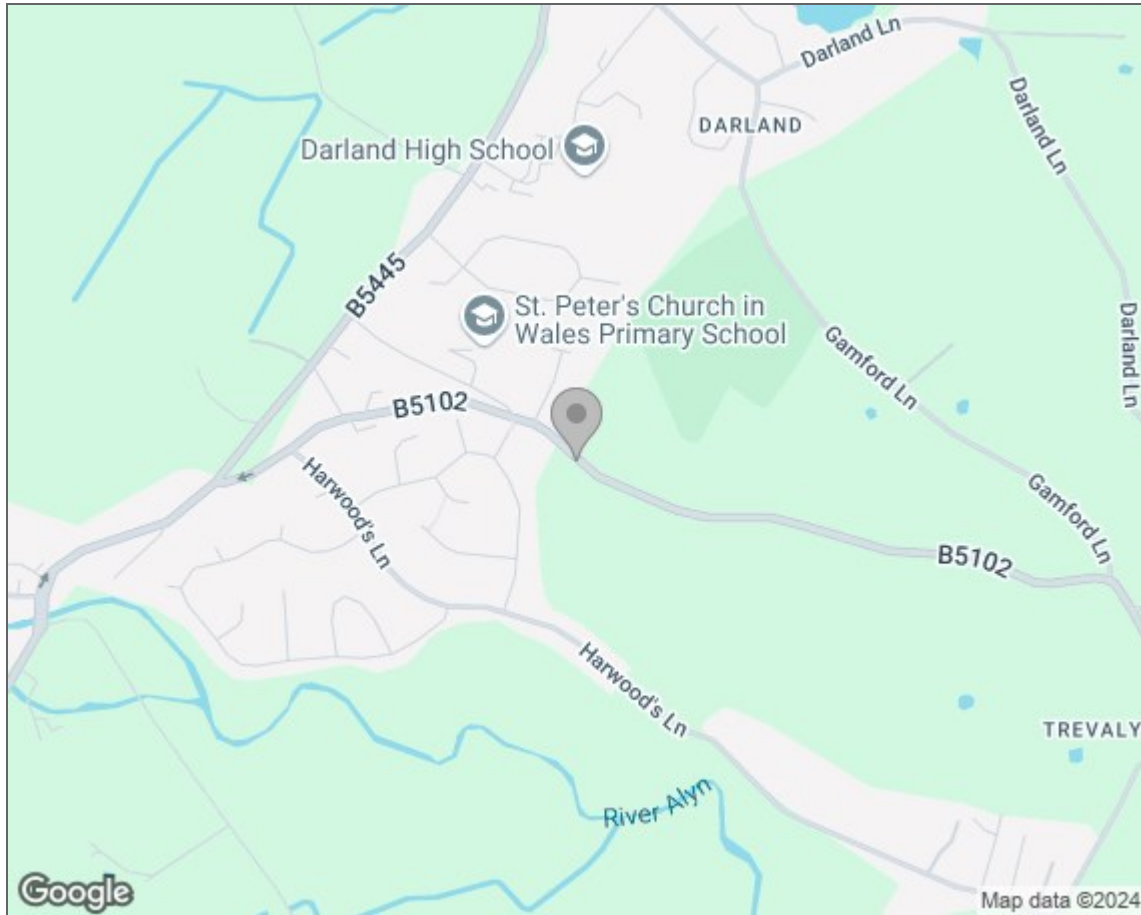 Darland Ln
DARLAND
Darland High School
Darland Ln
B5445
St. Peter's Church in
Wales Primary School
Darland Ln
Gamford Ln
B5102
Harwood's Ln
Gamford Ln
B5102
Harwood's Ln
TREVALY
River Alyn
Google
Map data ©2024